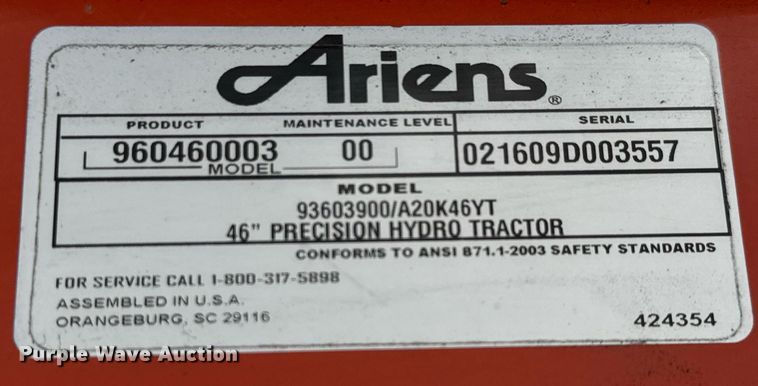 Ariens®
PRODUCT MAINTENANCE LEVEL SERIAL
960460003 00 021609D003557
MODEL
MODEL
93603900/A20K46YT
46" PRECISION HYDRO TRACTOR
CONFORMS TO ANSI B71.1-2003 SAFETY STANDARDS
FOR SERVICE CALL 1-800-317-5898
ASSEMBLED IN U.S.A.
ORANGEBURG, SC 29116
424354
Purple Wave Auction